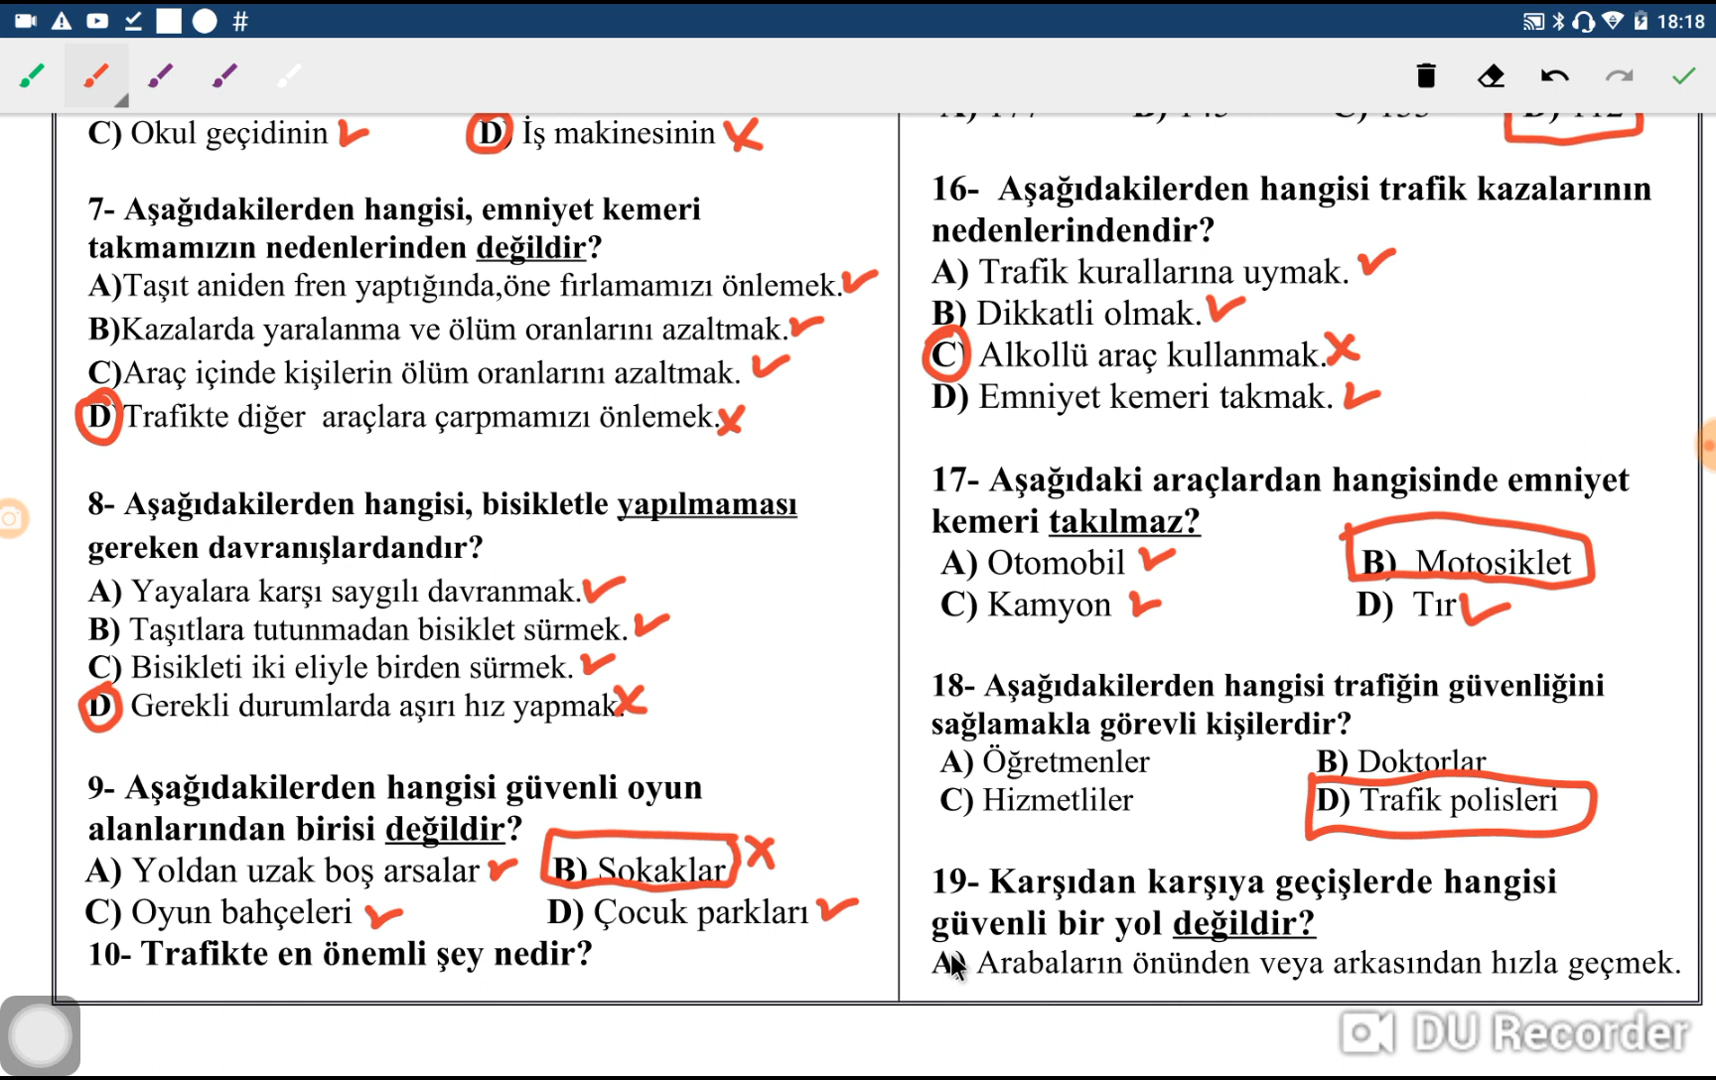 18:18
C) Okul geçidinin D) İş makinesinin
7- Aşağıdakilerden hangisi, emniyet kemeri
takmamızın nedenlerinden değildir?
A)Taşıt aniden fren yaptığında,öne fırlamamızı önlemek.
B)Kazalarda yaralanma ve ölüm oranlarını azaltmak.
C)Araç içinde kişilerin ölüm oranlarını azaltmak.
D)Trafikte diğer araçlara çarpmamızı önlemek.
8- Aşağıdakilerden hangisi, bisikletle yapılmaması
gereken davranışlardandır?
A) Yayalara karşı saygılı davranmak.
B) Taşıtlara tutunmadan bisiklet sürmek.
C) Bisikleti iki eliyle birden sürmek.
D) Gerekli durumlarda aşırı hız yapmak.
9- Aşağıdakilerden hangisi güvenli oyun
alanlarından birisi değildir?
A) Yoldan uzak boş arsalar B) Sokaklar
C) Oyun bahçeleri D) Çocuk parkları
10- Trafikte en önemli şey nedir?
16- Aşağıdakilerden hangisi trafik kazalarının
nedenlerindendir?
A) Trafik kurallarına uymak.
B) Dikkatli olmak.
C) Alkollü araç kullanmak.
D) Emniyet kemeri takmak.
17- Aşağıdaki araçlardan hangisinde emniyet
kemeri takılmaz?
A) Otomobil B) Motosiklet
C) Kamyon D) Tır
18- Aşağıdakilerden hangisi trafiğin güvenliğini
sağlamakla görevli kişilerdir?
A) Öğretmenler B) Doktorlar
C) Hizmetliler D) Trafik polisleri
19- Karşıdan karşıya geçişlerde hangisi
güvenli bir yol değildir?
A) Arabaların önünden veya arkasından hızla geçmek.
DU Recorder